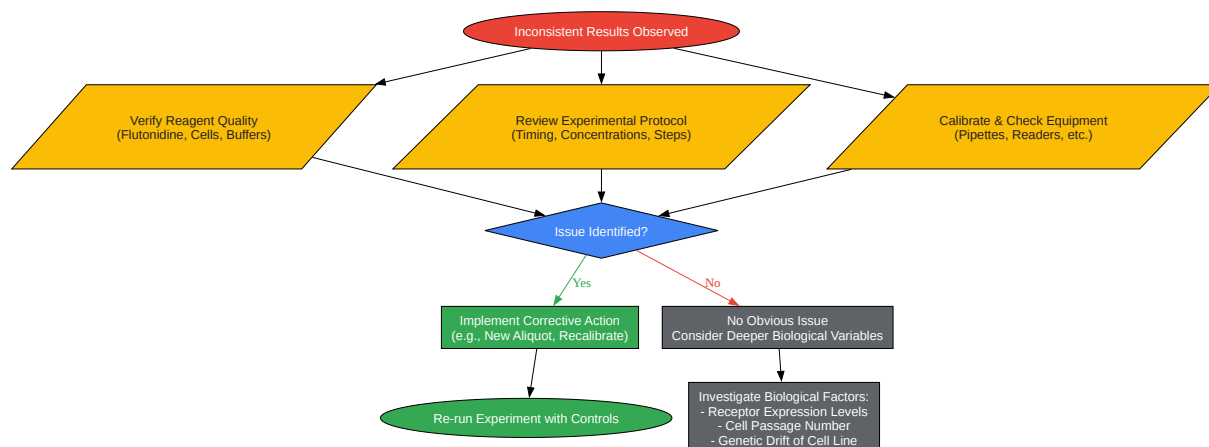 Inconsistent Results Observed
Verify Reagent Quality
(Flutonidine, Cells, Buffers)
Review Experimental Protocol
(Timing, Concentrations, Steps)
Calibrate & Check Equipment
(Pipettes, Readers, etc.)
Issue Identified?
Yes
No
Implement Corrective Action
(e.g., New Aliquot, Recalibrate)
No Obvious Issue
Consider Deeper Biological Variables
Re-run Experiment with Controls
Investigate Biological Factors:
- Receptor Expression Levels
- Cell Passage Number
- Genetic Drift of Cell Line